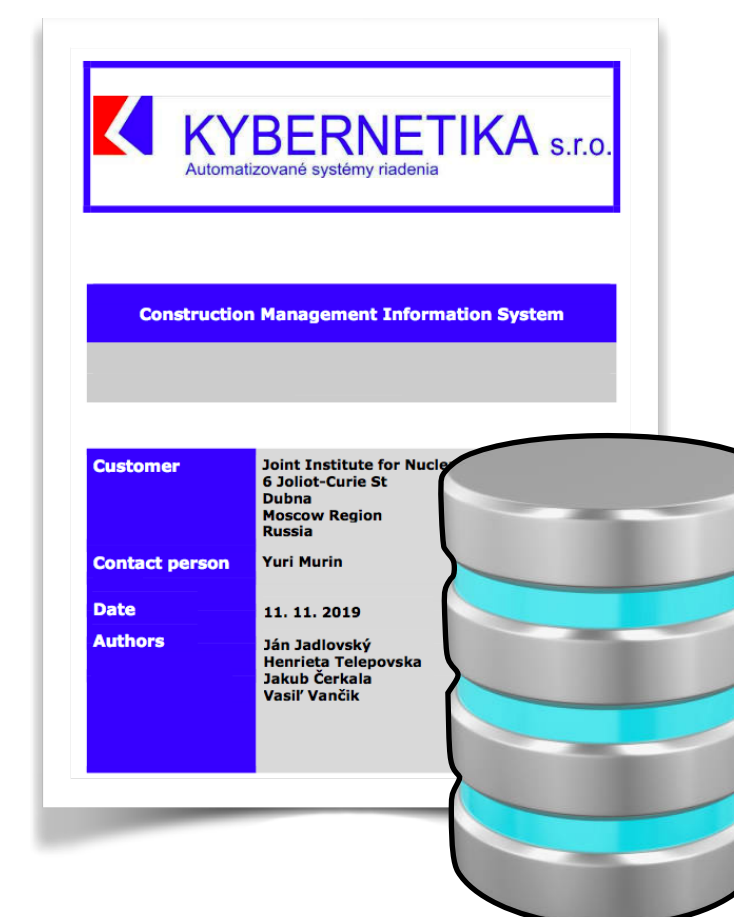 KYBERNETIKA s.r.o.
Automatizované systémy riadenia
Construction Management Information System
Customer
Joint Institute for
6 Joliot-Curie St
Dubna
Moscow Region
Russia
Contact person
Yuri Murin
Date
11. 11. 2019
Authors
Ján Jadlovský
Henrieta Telepovska
Jakub Čerkala
Vasiľ Vančik